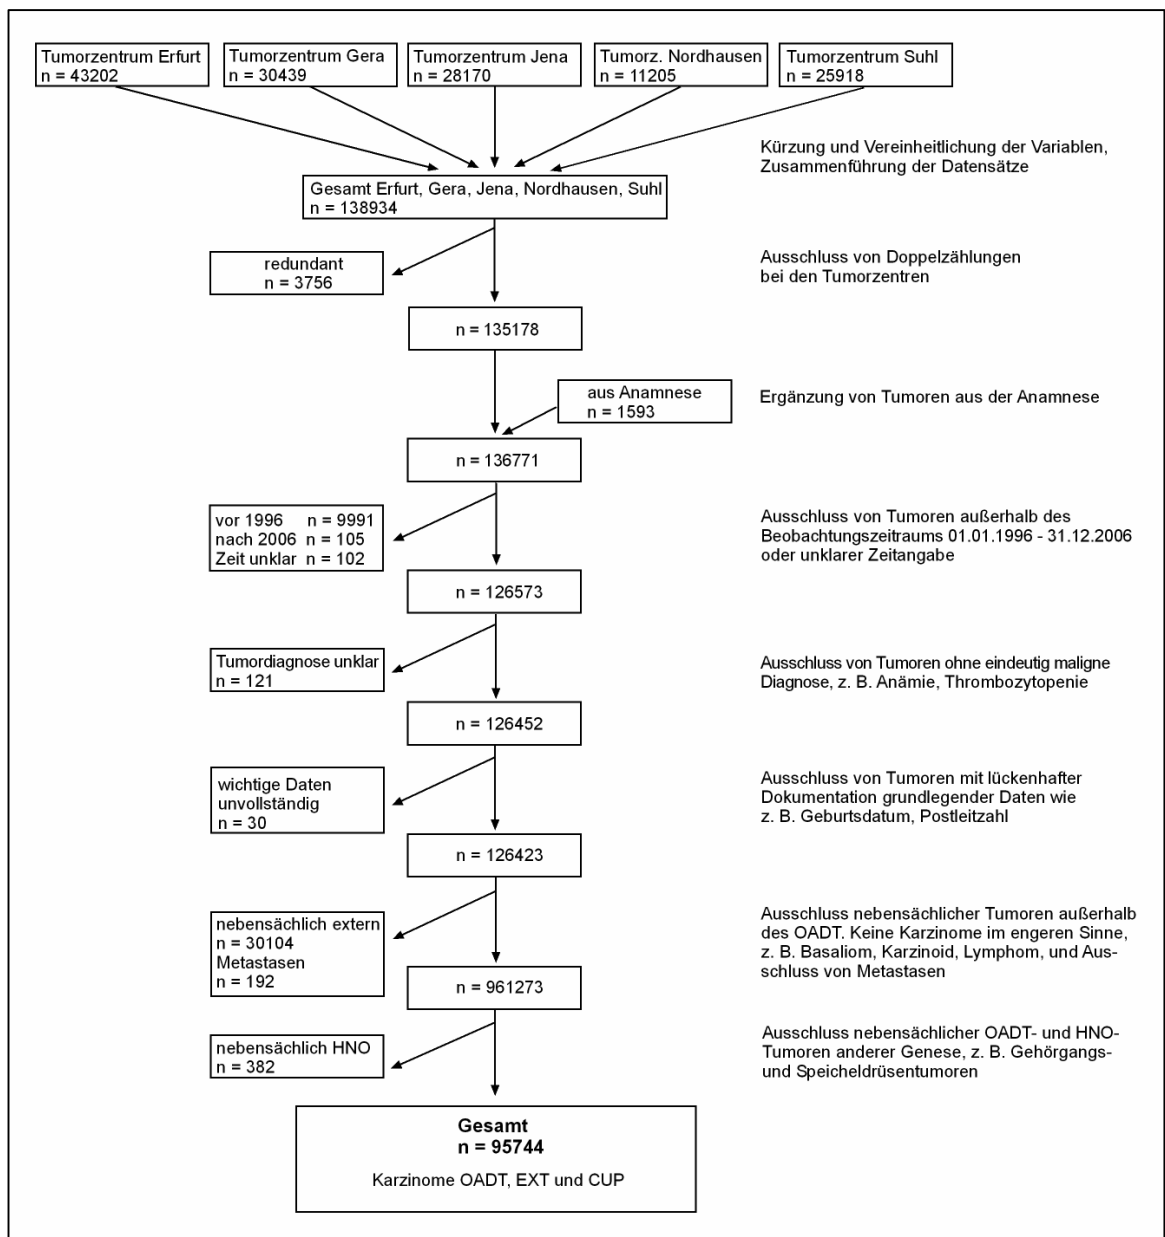 Tumorzentrum Erfurt
n = 43202
Tumorzentrum Gera
n = 30439
Tumorzentrum Jena
n = 28170
Tumorz. Nordhausen
n = 11205
Tumorzentrum Suhl
n = 25918
Kürzung und Vereinheitlichung der Variablen,
Zusammenführung der Datensätze
Gesamt Erfurt, Gera, Jena, Nordhausen, Suhl
n = 138934
redundant
n = 3756
Ausschluss von Doppelzählungen
bei den Tumorzentren
n = 135178
aus Anamnese
n = 1593
Ergänzung von Tumoren aus der Anamnese
n = 136771
vor 1996 n = 9991
nach 2006 n = 105
Zeit unklar n = 102
Ausschluss von Tumoren außerhalb des
Beobachtungszeitraums 01.01.1996 - 31.12.2006
oder unklarer Zeitangabe
n = 126573
Tumordiagnose unklar
n = 121
Ausschluss von Tumoren ohne eindeutig maligne
Diagnose, z. B. Anämie, Thrombozytopenie
n = 126452
wichtige Daten
unvollständig
n = 30
Ausschluss von Tumoren mit lückenhafter
Dokumentation grundlegender Daten wie
z. B. Geburtsdatum, Postleitzahl
n = 126423
nebensächlich extern
n = 30104
Metastasen
n = 192
Ausschluss nebensächlicher Tumoren außerhalb
des OADT. Keine Karzinome im engeren Sinne,
z. B. Basaliom, Karzinoid, Lymphom, und Aus-
schluss von Metastasen
n = 961273
nebensächlich HNO
n = 382
Ausschluss nebensächlicher OADT- und HNO-
Tumoren anderer Genese, z. B. Gehörgangs-
und Speicheldrüsentumoren
Gesamt
n = 95744
Karzinome OADT, EXT und CUP